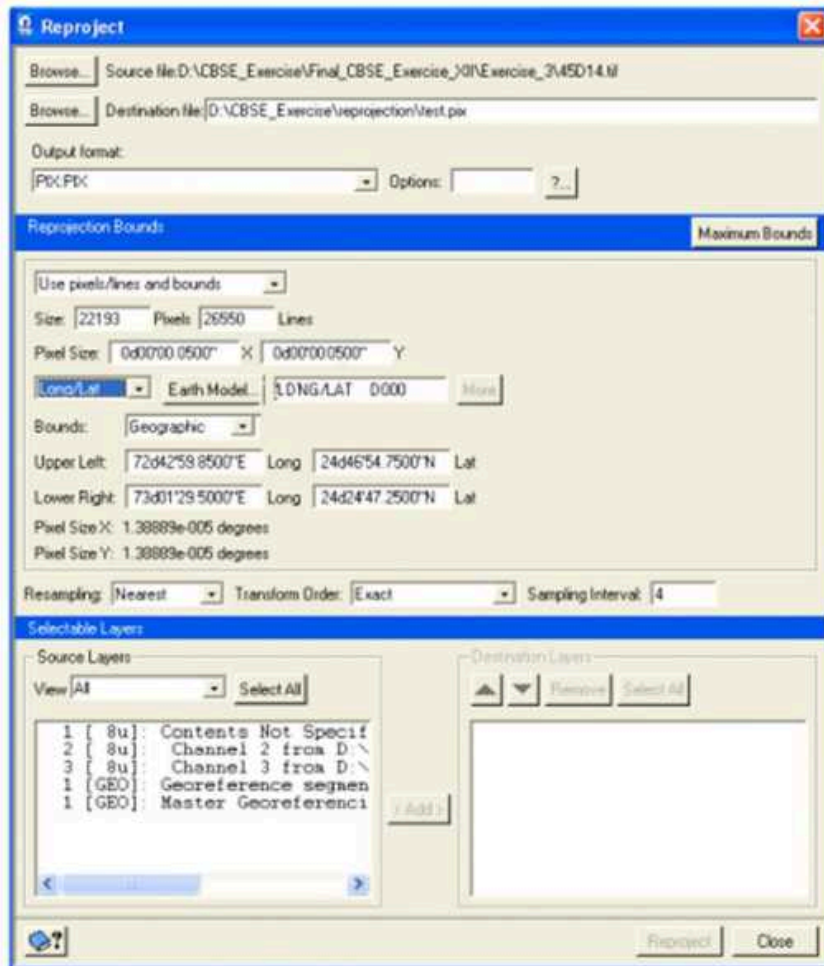 Reproject
Browse... Source file:D:\CBSE_Exercise\Final_CBSE_Exercise_XII\Exercise_3\45D14.tif
Browse... Destination file: D:\CBSE_Exercise\reprojection\test.pix
Output format:
PIX:PIX Options: ?...
Reprojection Bounds Maximum Bounds
Use pixels/lines and bounds
Size: 22193 Pixels 26550 Lines
Pixel Size: 0d00'00.0500" X 0d00'00.0500" Y
Long/Lat Earth Model... LONG/LAT D000 More
Bounds: Geographic
Upper Left: 72d42'59.8500"E Long 24d46'54.7500"N Lat
Lower Right: 73d01'29.5000"E Long 24d24'47.2500"N Lat
Pixel Size X: 1.38889e-005 degrees
Pixel Size Y: 1.38889e-005 degrees
Resampling: Nearest Transform Order: Exact Sampling Interval: 4
Selectable Layers
Source Layers
View All Select All
1 [ 8u]: Contents Not Specif
2 [ 8u]: Channel 2 from D:\
3 [ 8u]: Channel 3 from D:\
1 [GEO]: Georeference segmen
1 [GEO]: Master Georeferenci
< Add >
Destination Layers
Remove Select All
?
Reproject Close